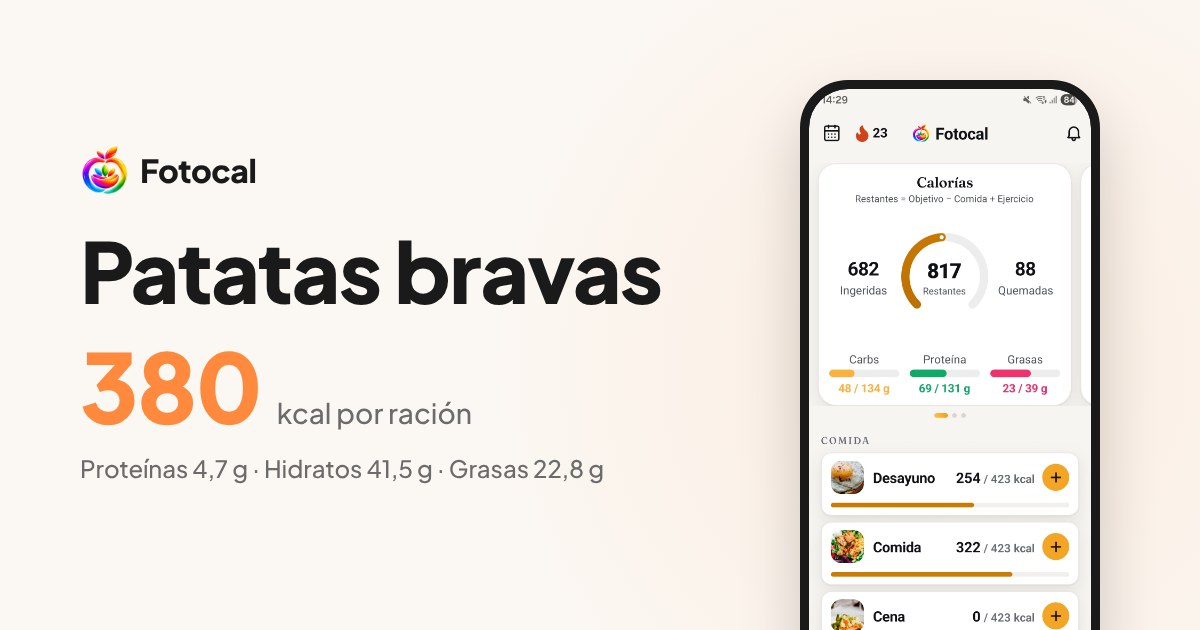 Fotocal
Patatas bravas
380 kcal por ración
Proteínas 4,7 g · Hidratos 41,5 g · Grasas 22,8 g
14:29
84
23
Fotocal
Calorías
Restantes = Objetivo − Comida + Ejercicio
682
Ingeridas
817
Restantes
88
Quemadas
Carbs
48 / 134 g
Proteína
69 / 131 g
Grasas
23 / 39 g
COMIDA
Desayuno 254 / 423 kcal +
Comida 322 / 423 kcal +
Cena 0 / 423 kcal +